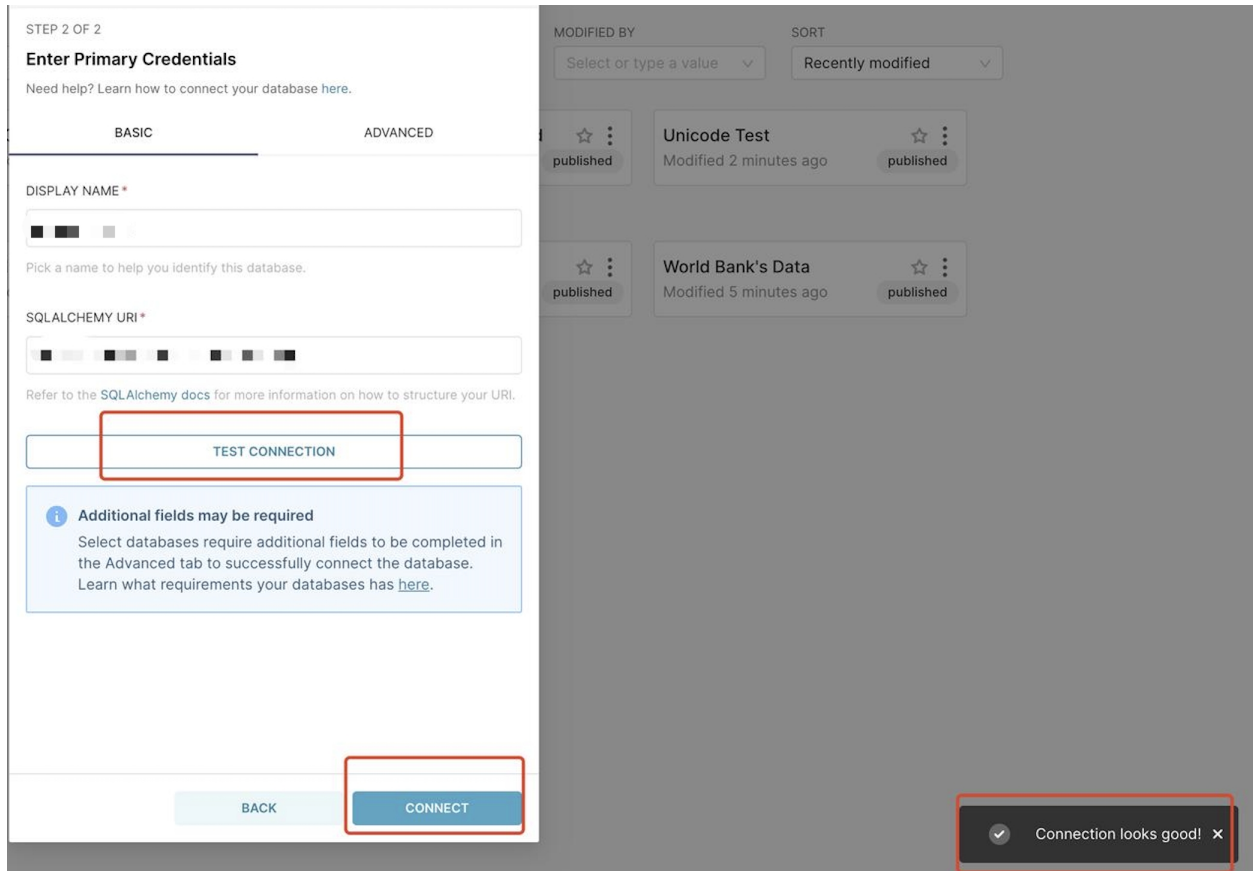 STEP 2 OF 2
Enter Primary Credentials
Need help? Learn how to connect your database here.
BASIC
ADVANCED
DISPLAY NAME *
Pick a name to help you identify this database.
SQLALCHEMY URI *
Refer to the SQLAlchemy docs for more information on how to structure your URI.
TEST CONNECTION
Additional fields may be required
Select databases require additional fields to be completed in
the Advanced tab to successfully connect the database.
Learn what requirements your databases has here.
BACK
CONNECT
MODIFIED BY
Select or type a value
SORT
Recently modified
published
Unicode Test
Modified 2 minutes ago
published
published
World Bank's Data
Modified 5 minutes ago
published
Connection looks good!